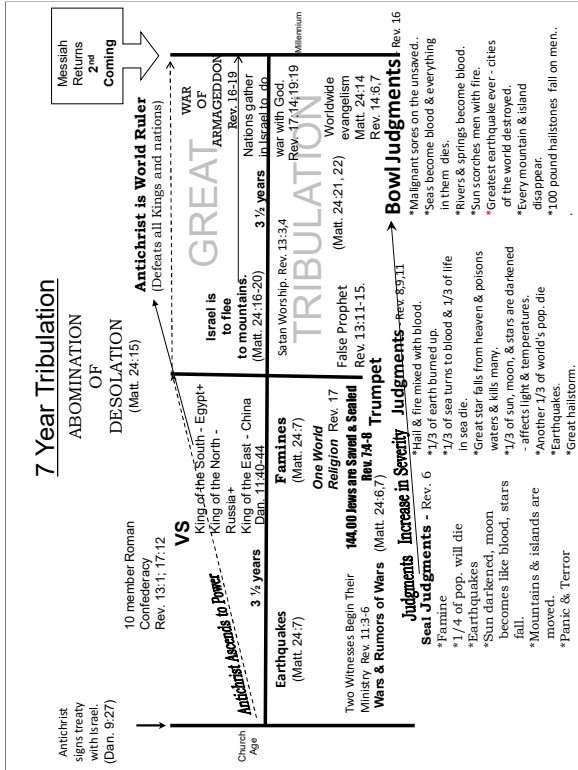 7 Year Tribulation
Antichrist
signs treaty
with Israel.
(Dan. 9:27)
10 member Roman
Confederacy
Rev. 13:1; 17:12
ABOMINATION
OF
DESOLATION
(Matt. 24:15)
Antichrist is World Ruler
(Defeats all Kings and nations)
Messiah
Returns
2nd
Coming
VS
King of the South - Egypt+
King of the North -
Russia+
King of the East - China
Dan. 11:40-44
Antichrist Ascends to Power
3 ½ years
Israel is
to flee
to mountains.
(Matt. 24:16-20)
GREAT
3 ½ years
WAR
OF
ARMAGEDDON
Rev. 16-19
Nations gather
in Israel to do
war with God.
Rev. 17:14;19:19
Church
Age
Millennium
Earthquakes
(Matt. 24:7)
Famines
(Matt. 24:7)
One World
Religion Rev. 17
Satan Worship. Rev. 13:3,4
TRIBULATION
(Matt. 24:21, 22)
False Prophet
Rev. 13:11-15.
Worldwide
evangelism
Matt. 24:14
Rev. 14:6,7
Two Witnesses Begin Their
Ministry Rev. 11:3-6
144,00 Jews are Saved & Sealed
Rev. 7:4-8
Wars & Rumors of Wars (Matt. 24:6,7)
Judgments Increase in Severity
Seal Judgments - Rev. 6
*Famine
*1/4 of pop. will die
*Earthquakes
*Sun darkened, moon
becomes like blood, stars
fall.
*Mountains & islands are
moved.
*Panic & Terror
Trumpet
Judgments - Rev. 8,9,11
*Hail & fire mixed with blood.
*1/3 of earth burned up.
*1/3 of sea turns to blood & 1/3 of life
in sea die.
*Great star falls from heaven & poisons
waters & kills many.
*1/3 of sun, moon, & stars are darkened
- affects light & temperatures.
*Another 1/3 of world's pop. die
*Earthquakes.
*Great hailstorm.
Bowl Judgments - Rev. 16
*Malignant sores on the unsaved..
*Seas become blood & everything
in them dies.
*Rivers & springs become blood.
*Sun scorches men with fire.
*Greatest earthquake ever - cities
of the world destroyed.
*Every mountain & island
disappear.
*100 pound hailstones fall on men..
.